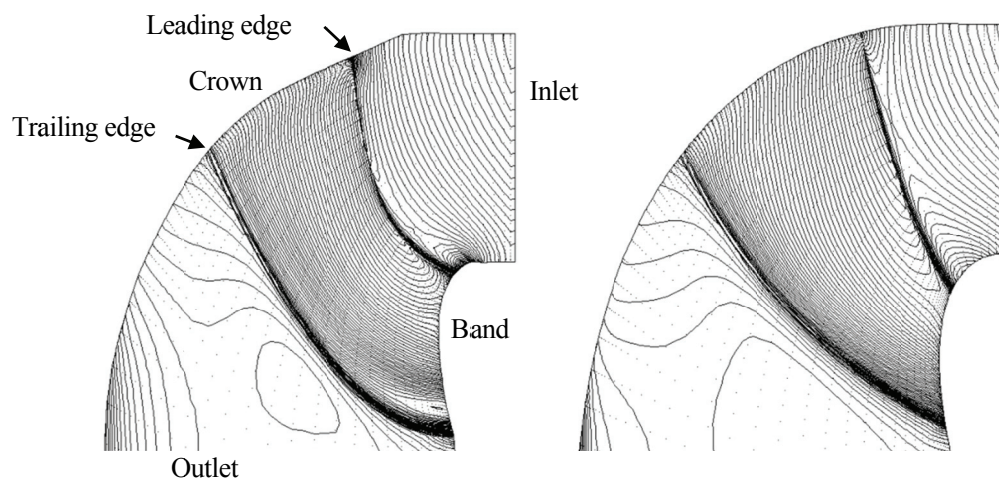 Leading edge
Crown
Inlet
Trailing edge
Band
Outlet